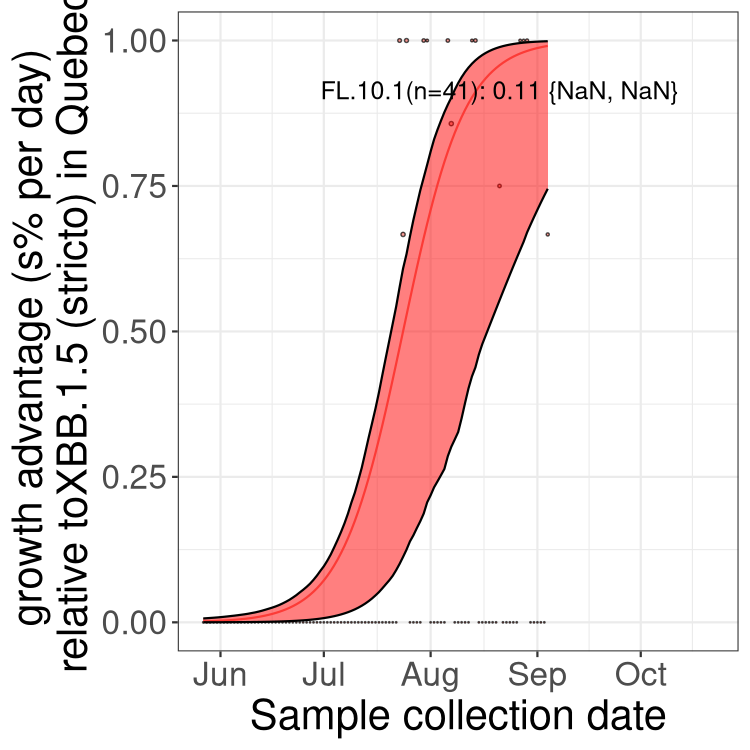 growth advantage (s% per day)
relative toXBB.1.5 (stricto) in Quebec
1.00
0.75
0.50
0.25
0.00
FL.10.1(n=41): 0.11 {NaN, NaN}
Jun Jul Aug Sep Oct
Sample collection date